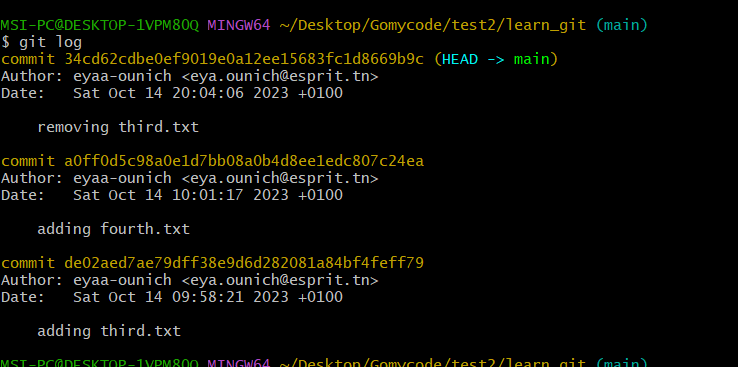 MSI-PC@DESKTOP-1VPM8OQ MINGW64 ~/Desktop/Gomycode/test2/learn_git (main)
$ git log
commit 34cd62cdbe0ef9019e0a12ee15683fc1d8669b9c (HEAD -> main)
Author: eyaa-ounich <eya.ounich@esprit.tn>
Date:   Sat Oct 14 20:04:06 2023 +0100
    removing third.txt
commit a0ff0d5c98a0e1d7bb08a0b4d8ee1edc807c24ea
Author: eyaa-ounich <eya.ounich@esprit.tn>
Date:   Sat Oct 14 10:01:17 2023 +0100
    adding fourth.txt
commit de02aed7ae79dff38e9d6d282081a84bf4feff79
Author: eyaa-ounich <eya.ounich@esprit.tn>
Date:   Sat Oct 14 09:58:21 2023 +0100
    adding third.txt
MSI-PC@DESKTOP-1VPM8OQ MINGW64 ~/Desktop/Gomycode/test2/learn_git (main)